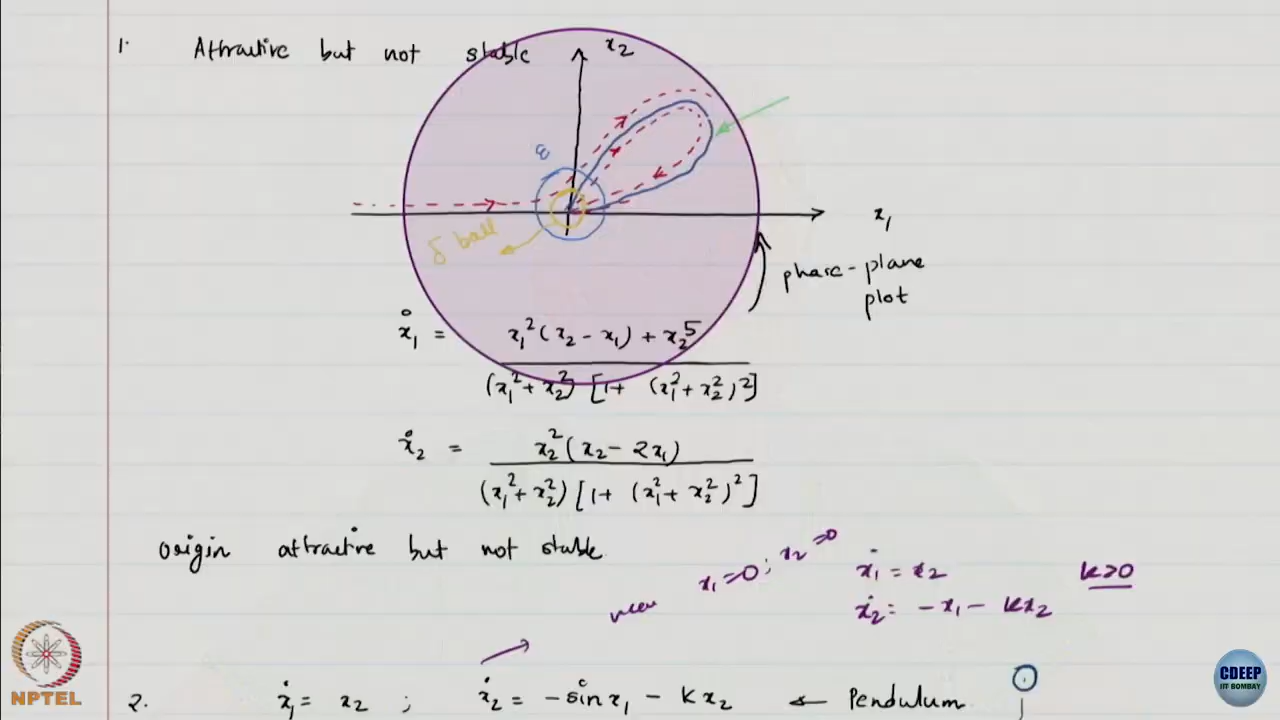 1. Attractive but not stable
x₂
ε
δ ball
x₁
phase-plane
plot
ẋ₁ = x₁²(x₂ - x₁) + x₂⁵ / (x₁² + x₂²) [1 + (x₁² + x₂²)²]
ẋ₂ = x₂²(x₂ - 2x₁) / (x₁² + x₂²) [1 + (x₁² + x₂²)²]
origin attractive but not stable.
near x₁=0; x₂=0
ẋ₁ = x₂ k>0
ẋ₂ = -x₁ - kx₂
2. ẋ₁ = x₂ ; ẋ₂ = -sin x₁ - kx₂ ← Pendulum
NPTEL
CDEEP
IIT BOMBAY